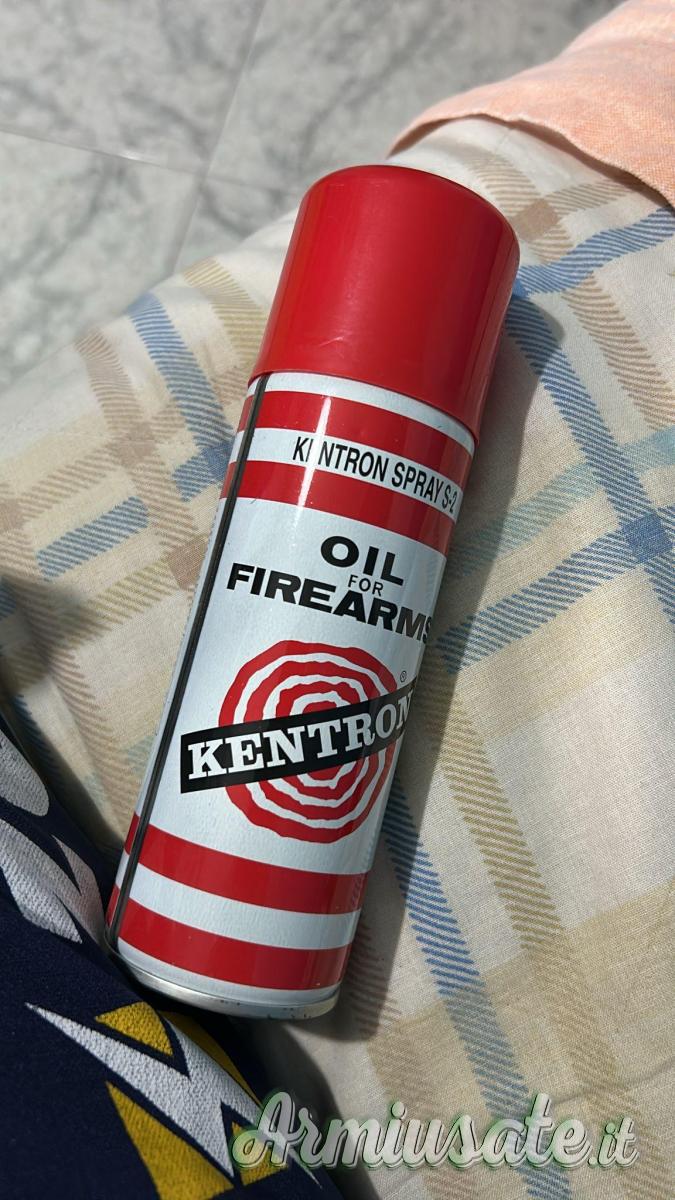 KENTRON SPRAY S-2
OIL
FOR
FIREARMS
®
KENTRON
Armiusate.it